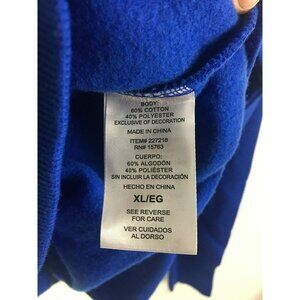 BODY:
60% COTTON
40% POLYESTER
EXCLUSIVE OF DECORATION
MADE IN CHINA
ITEM# 227218
RN# 15763
CUERPO:
60% ALGODÓN
40% POLIÉSTER
SIN INCLUIR LA DECORACIÓN
HECHO EN CHINA
XL/EG
SEE REVERSE
FOR CARE
VER CUIDADOS
AL DORSO